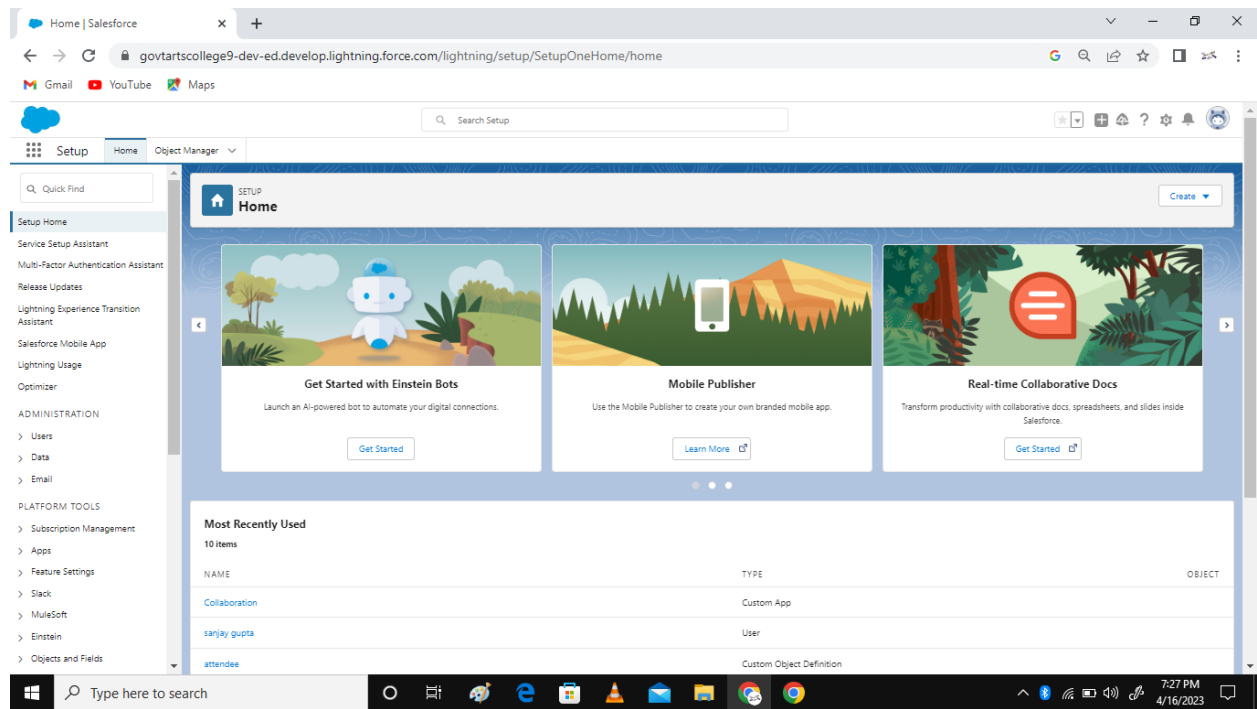 Home | Salesforce
govtartscollege9-dev-ed.develop.lightning.force.com/lightning/setup/SetupOneHome/home
Gmail YouTube Maps
Search Setup
Setup Home Object Manager
Quick Find
Setup Home
Service Setup Assistant
Multi-Factor Authentication Assistant
Release Updates
Lightning Experience Transition
Assistant
Salesforce Mobile App
Lightning Usage
Optimizer
ADMINISTRATION
Users
Data
Email
PLATFORM TOOLS
Subscription Management
Apps
Feature Settings
Slack
MuleSoft
Einstein
Objects and Fields
SETUP
Home
Create
Get Started with Einstein Bots
Launch an AI-powered bot to automate your digital connections.
Get Started
Mobile Publisher
Use the Mobile Publisher to create your own branded mobile app.
Learn More
Real-time Collaborative Docs
Transform productivity with collaborative docs, spreadsheets, and slides inside
Salesforce.
Get Started
Most Recently Used
10 items
NAME TYPE OBJECT
Collaboration Custom App
sanjay gupta User
attendee Custom Object Definition
Type here to search
7:27 PM
4/16/2023